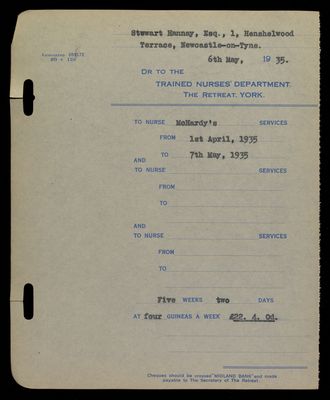 Stewart Hannay, Esq., 1, Henshelwood
Terrace, Newcastle-on-Tyne.
6th May, 1935.
DR TO THE
TRAINED NURSES' DEPARTMENT.
THE RETREAT, YORK.
TO NURSE McHardy's SERVICES
FROM 1st April, 1935
TO 7th May, 1935
AND
TO NURSE SERVICES
FROM
TO
AND
TO NURSE SERVICES
FROM
TO
Five WEEKS two DAYS
AT four GUINEAS A WEEK £22. 4. 0d.
Cheques should be crossed "MIDLAND BANK" and made
payable to The Secretary of The Retreat.